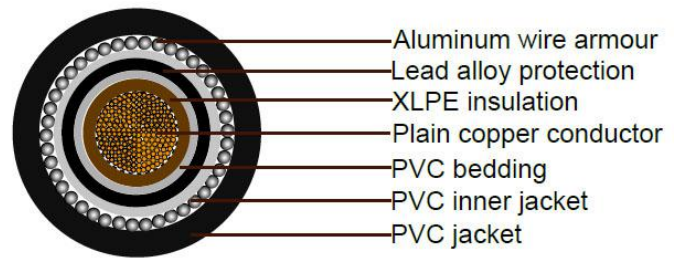 Aluminum wire armour
Lead alloy protection
XLPE insulation
Plain copper conductor
PVC bedding
PVC inner jacket
PVC jacket